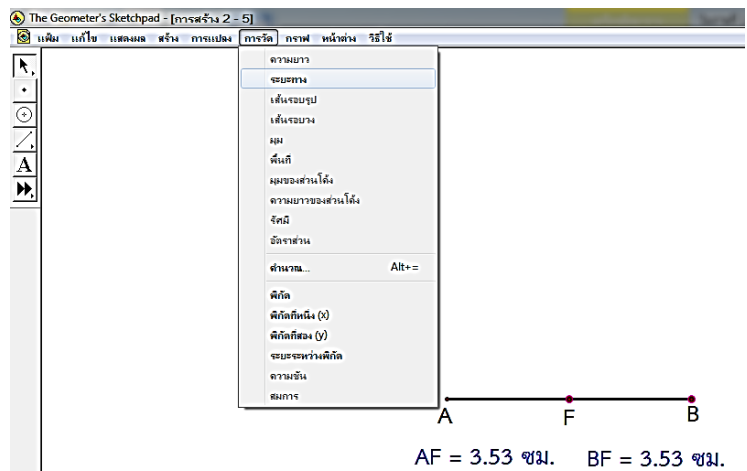 The Geometer's Sketchpad - [การสร้าง 2 - 5]
แฟ้ม แก้ไข แสดงผล สร้าง การแปลง การวัด กราฟ หน้าต่าง วิธีใช้
ความยาว
ระยะทาง
เส้นรอบรูป
เส้นรอบวง
มุม
พื้นที่
มุมของส่วนโค้ง
ความยาวของส่วนโค้ง
รัศมี
อัตราส่วน
คำนวณ... Alt+=
พิกัด
พิกัดที่หนึ่ง (x)
พิกัดที่สอง (y)
ระยะระหว่างพิกัด
ความชัน
สมการ
A
A F B
AF = 3.53 ซม. BF = 3.53 ซม.